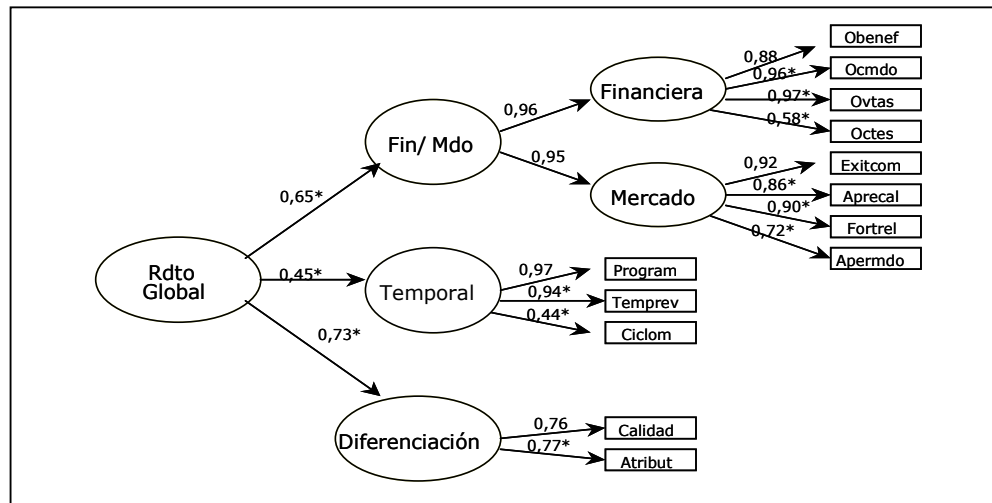 Obenef
0,88
Ocmdo
0,96*
Financiera
Ovtas
0,97*
0,96
Octes
0,58*
Fin/ Mdo
Exitcom
0,92
0,95
Aprecal
0,86*
Mercado
0,65*
Fortrel
0,90*
Apermdo
0,72*
Rdto
Global
0,45*
Temporal
0,97
Program
0,94*
Temprev
0,44*
Ciclom
0,73*
Diferenciación
0,76
Calidad
0,77*
Atribut